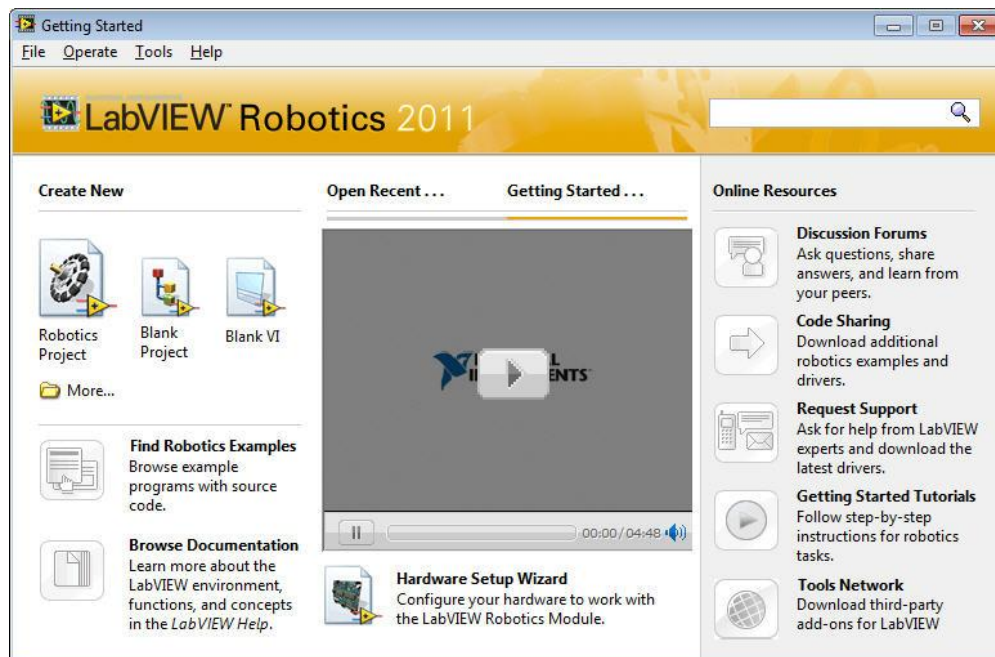 Getting Started
File Operate Tools Help
LabVIEW™ Robotics 2011
Create New
Robotics
Project
Blank
Project
Blank VI
More...
Find Robotics Examples
Browse example
programs with source
code.
Browse Documentation
Learn more about the
LabVIEW environment,
functions, and concepts
in the LabVIEW Help.
Open Recent . . .
Getting Started . . .
00:00/04:48
Hardware Setup Wizard
Configure your hardware to work with
the LabVIEW Robotics Module.
Online Resources
Discussion Forums
Ask questions, share
answers, and learn from
your peers.
Code Sharing
Download additional
robotics examples and
drivers.
Request Support
Ask for help from LabVIEW
experts and download the
latest drivers.
Getting Started Tutorials
Follow step-by-step
instructions for robotics
tasks.
Tools Network
Download third-party
add-ons for LabVIEW